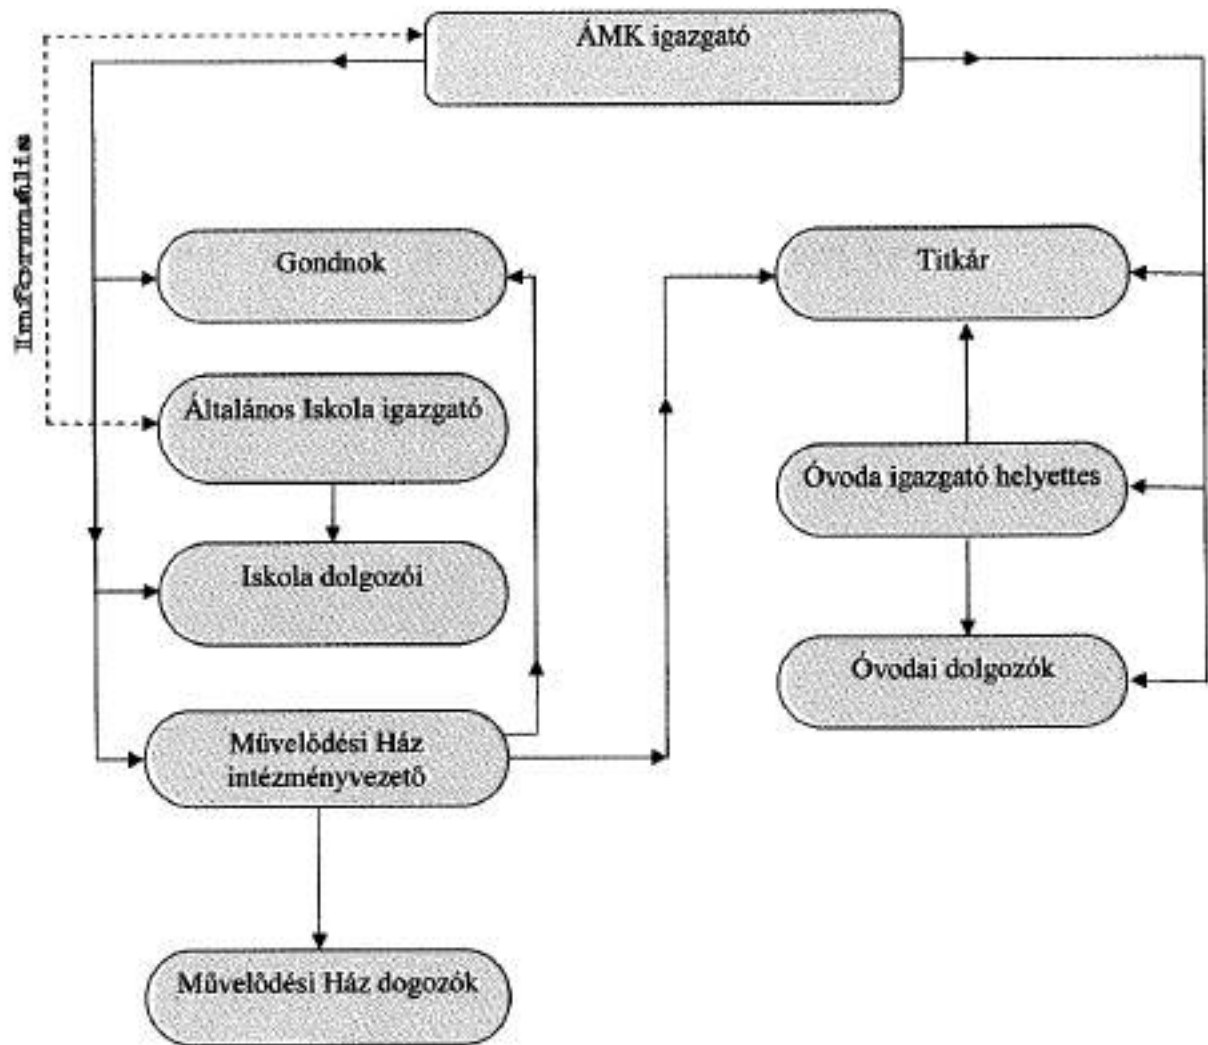 ÁMK igazgató
Informális
Gondnok
Titkár
Általános Iskola igazgató
Óvoda igazgató helyettes
Iskola dolgozói
Óvodai dolgozók
Művelődési Ház
intézményvezető
Művelődési Ház dogozók